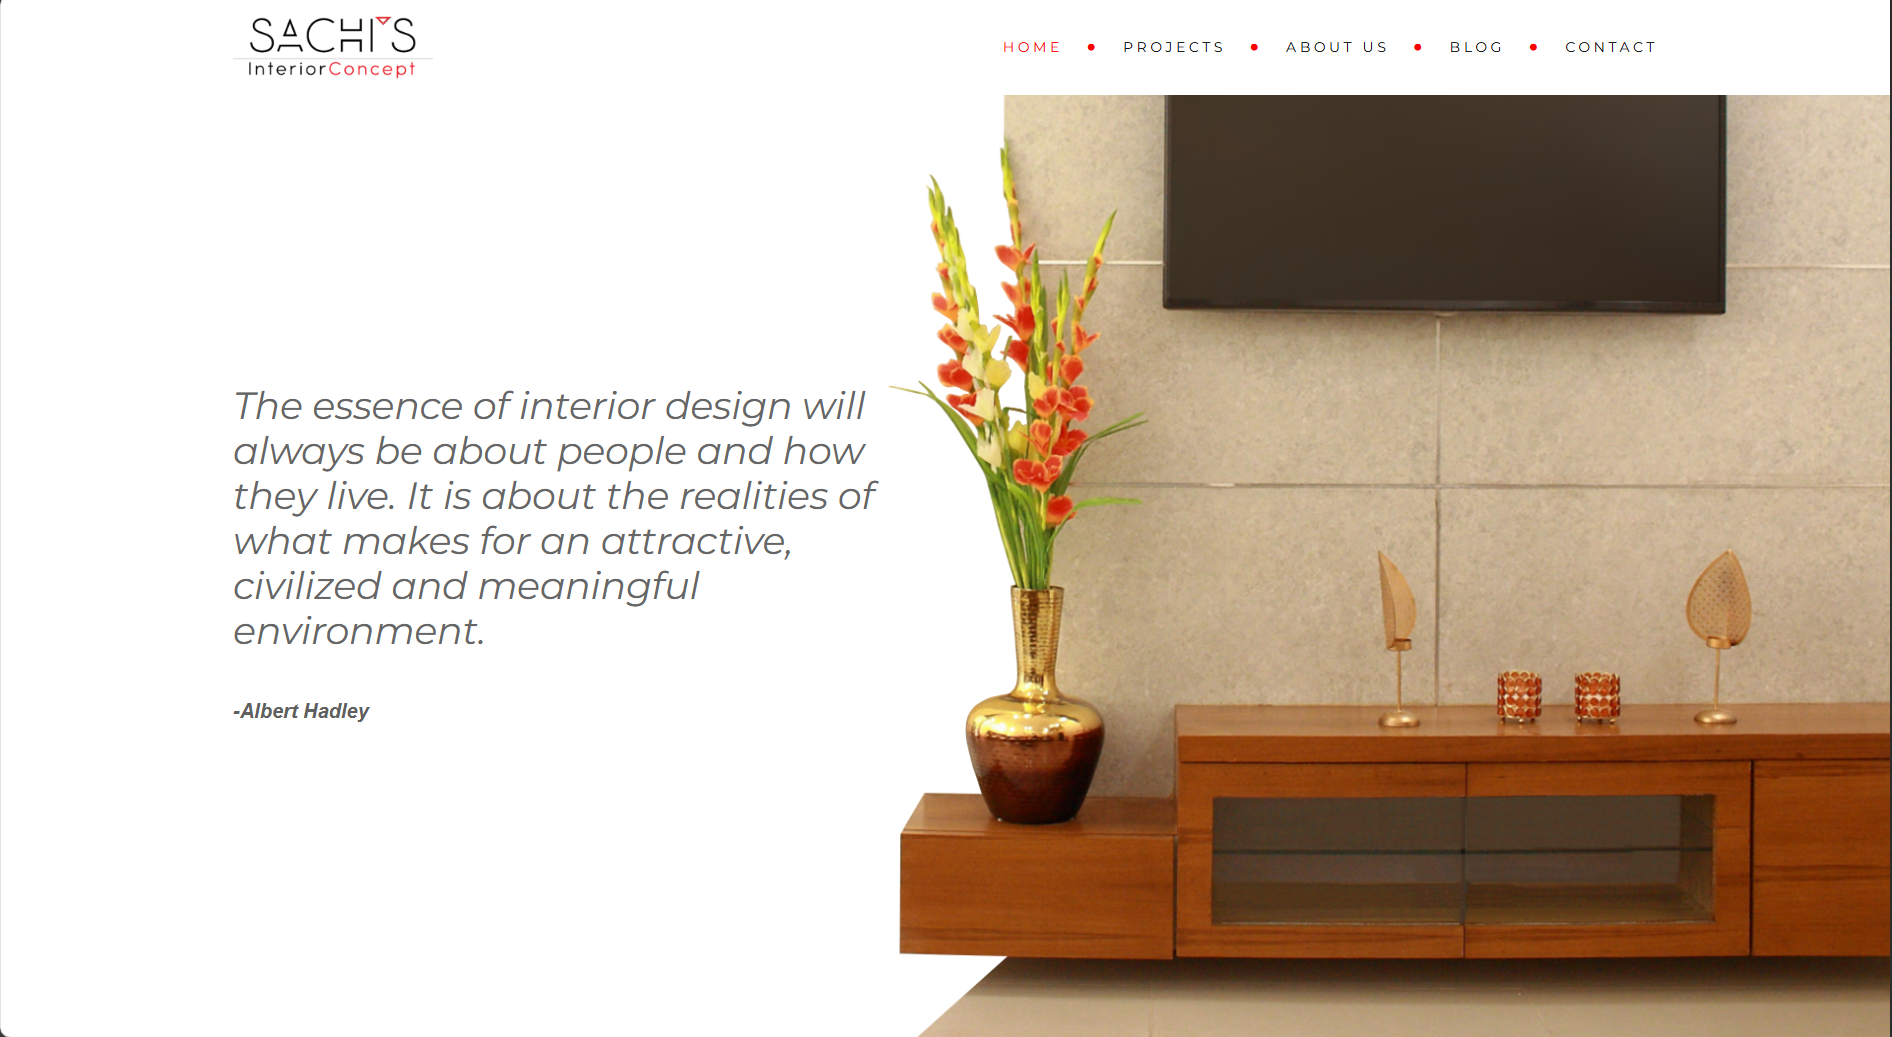 SACHI'S
InteriorConcept
HOME • PROJECTS • ABOUT US • BLOG • CONTACT
The essence of interior design will
always be about people and how
they live. It is about the realities of
what makes for an attractive,
civilized and meaningful
environment.
-Albert Hadley